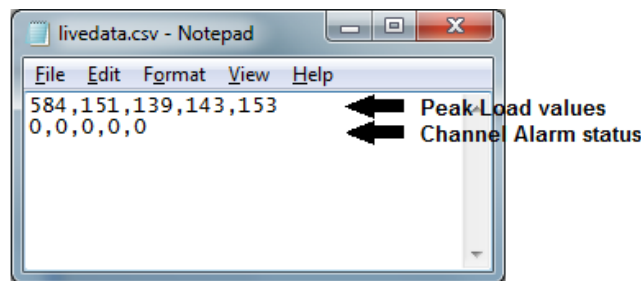 livedata.csv - Notepad
File Edit Format View Help
584,151,139,143,153 Peak Load values
0,0,0,0,0 Channel Alarm status